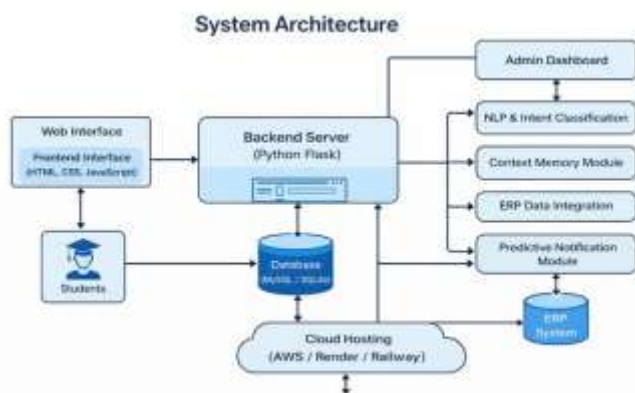 System Architecture
Admin Dashboard
Web Interface
Frontend Interface
(HTML, CSS, JavaScript)
Backend Server
(Python Flask)
NLP & Intent Classification
Context Memory Module
ERP Data Integration
Predictive Notification
Module
Students
Database
ERP
System
Cloud Hosting
(AWS / Render / Railway)